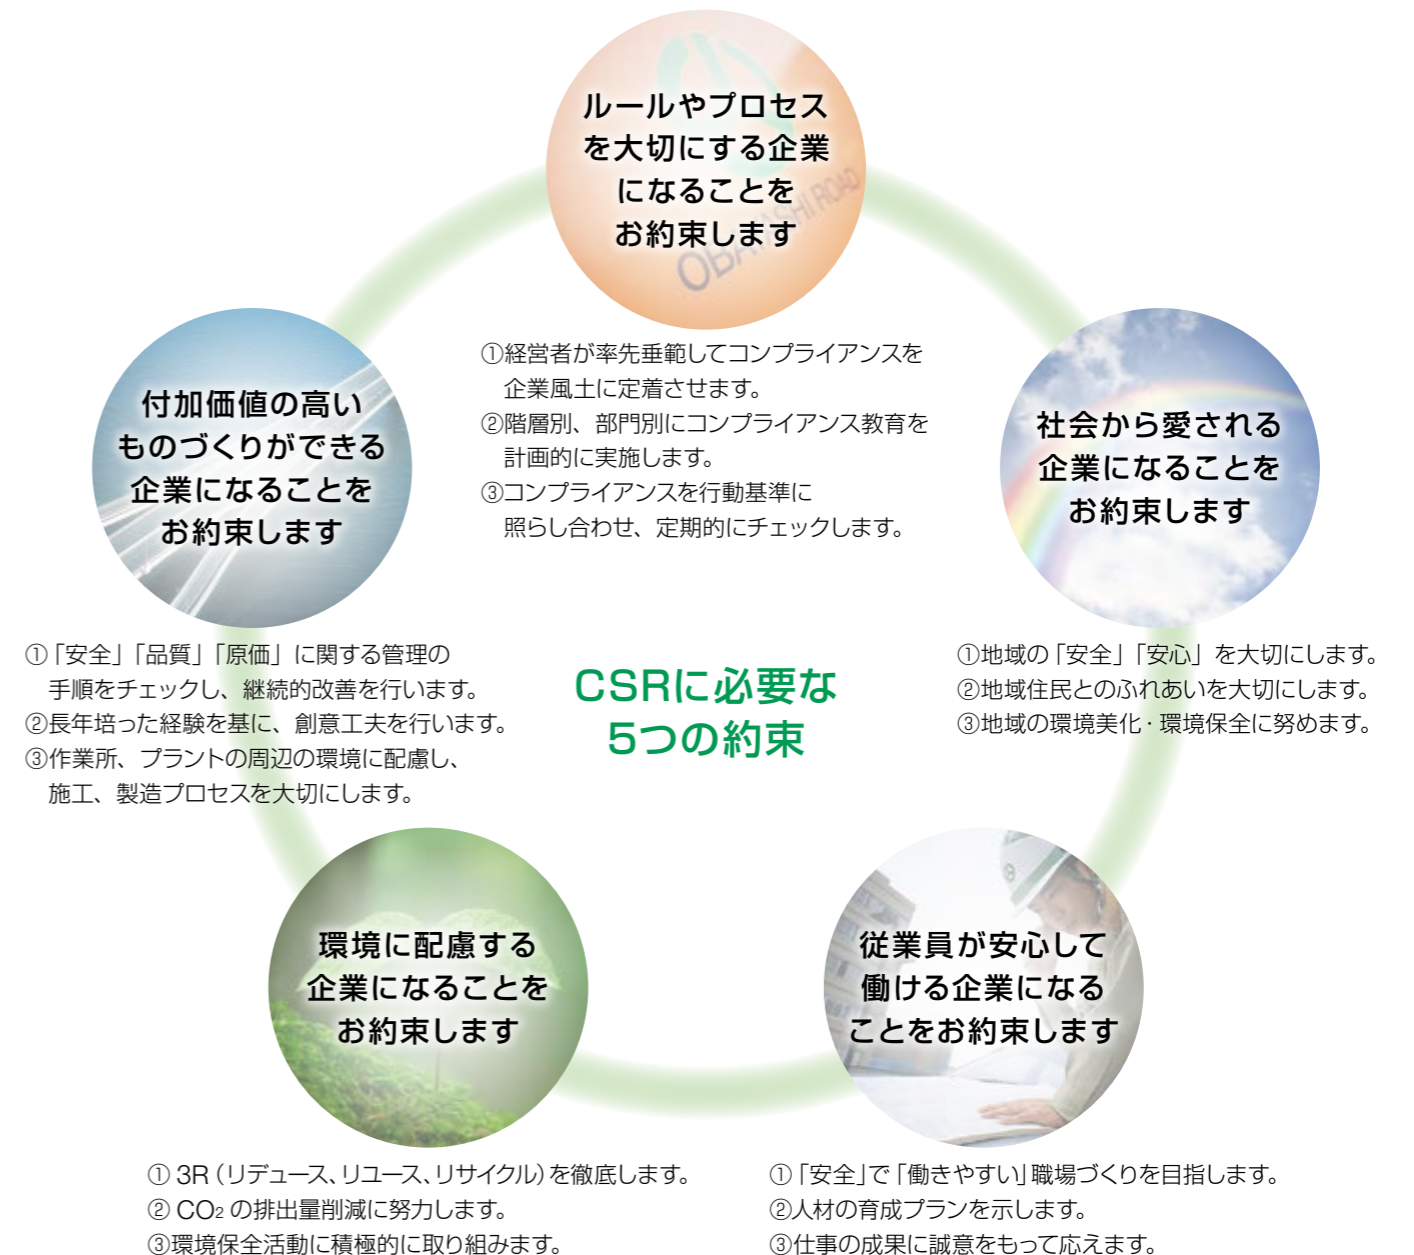 ルールやプロセス
を大切にする企業
になることを
お約束します
OBAYASHI ROAD
①経営者が率先垂範してコンプライアンスを
企業風土に定着させます。
②階層別、部門別にコンプライアンス教育を
計画的に実施します。
③コンプライアンスを行動基準に
照らし合わせ、定期的にチェックします。
社会から愛される
企業になることを
お約束します
①地域の「安全」「安心」を大切にします。
②地域住民とのふれあいを大切にします。
③地域の環境美化・環境保全に努めます。
付加価値の高い
ものづくりができる
企業になることを
お約束します
①「安全」「品質」「原価」に関する管理の
手順をチェックし、継続的改善を行います。
②長年培った経験を基に、創意工夫を行います。
③作業所、プラントの周辺の環境に配慮し、
施工、製造プロセスを大切にします。
CSRに必要な
5つの約束
環境に配慮する
企業になることを
お約束します
① 3R（リデュース、リユース、リサイクル）を徹底します。
② CO₂ の排出量削減に努力します。
③環境保全活動に積極的に取り組みます。
従業員が安心して
働ける企業になる
ことをお約束します
①「安全」で「働きやすい」職場づくりを目指します。
②人材の育成プランを示します。
③仕事の成果に誠意をもって応えます。